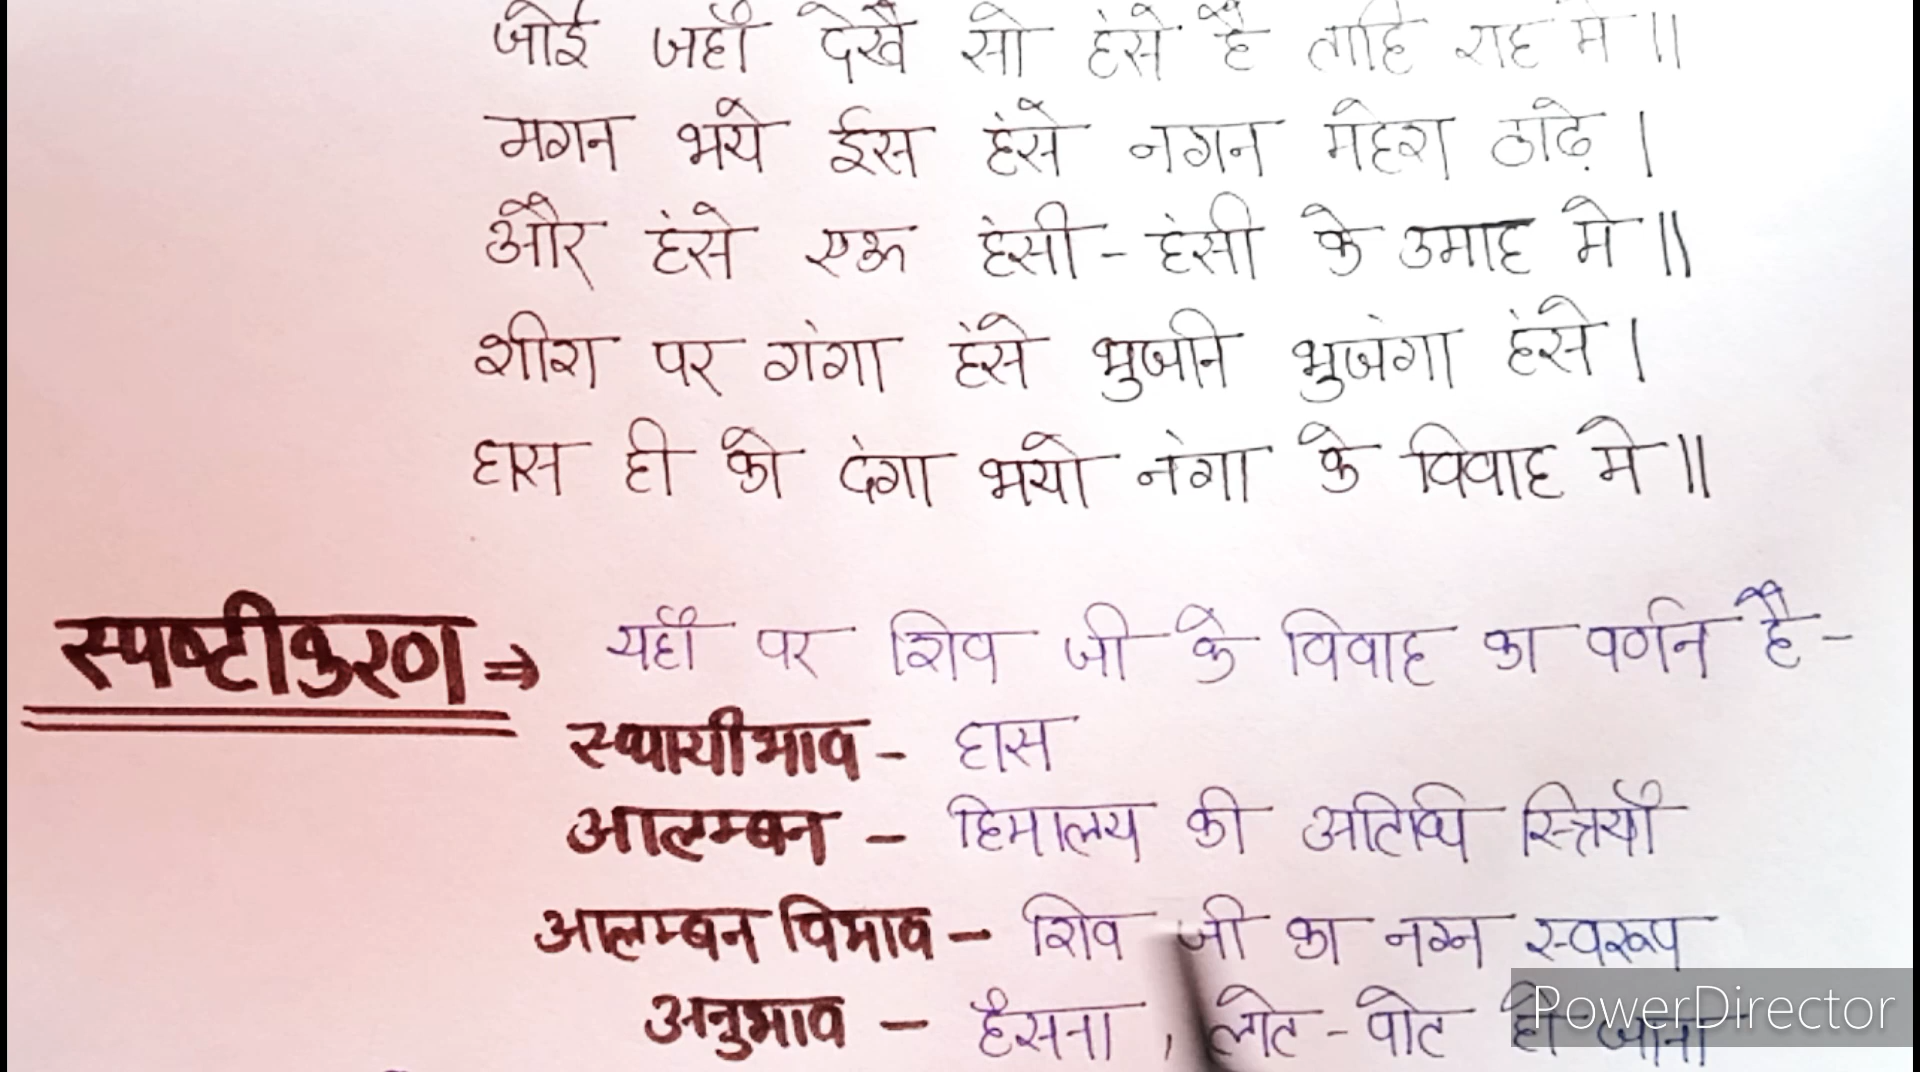 जोई जहाँ देखै सो हंसे है ताहि राह मे ॥
मगन भये ईस हंसे नगन महेश ठाढ़े ।
और हंसे एऊ हंसी - हंसी के उमाह मे ॥
शीश पर गंगा हंसे भुजनि भुजंगा हंसे ।
हास ही को दंगा भयो नंगा के विवाह मे ॥
स्पष्टीकरण ⇒ यहाँ पर शिव जी के विवाह का वर्णन है -
स्थायीभाव - हास
आलम्बन - हिमालय की अतिथि स्त्रियाँ
आलम्बन विभाव - शिव जी का नग्न स्वरूप
अनुभाव - हँसना , लोट - पोट हो जाना
PowerDirector